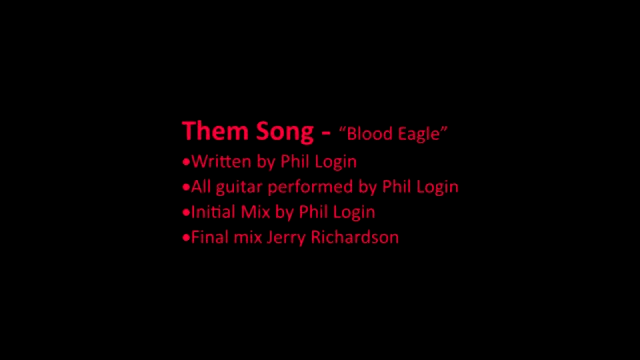 Them Song - “Blood Eagle”
•Written by Phil Login
•All guitar performed by Phil Login
•Initial Mix by Phil Login
•Final mix Jerry Richardson